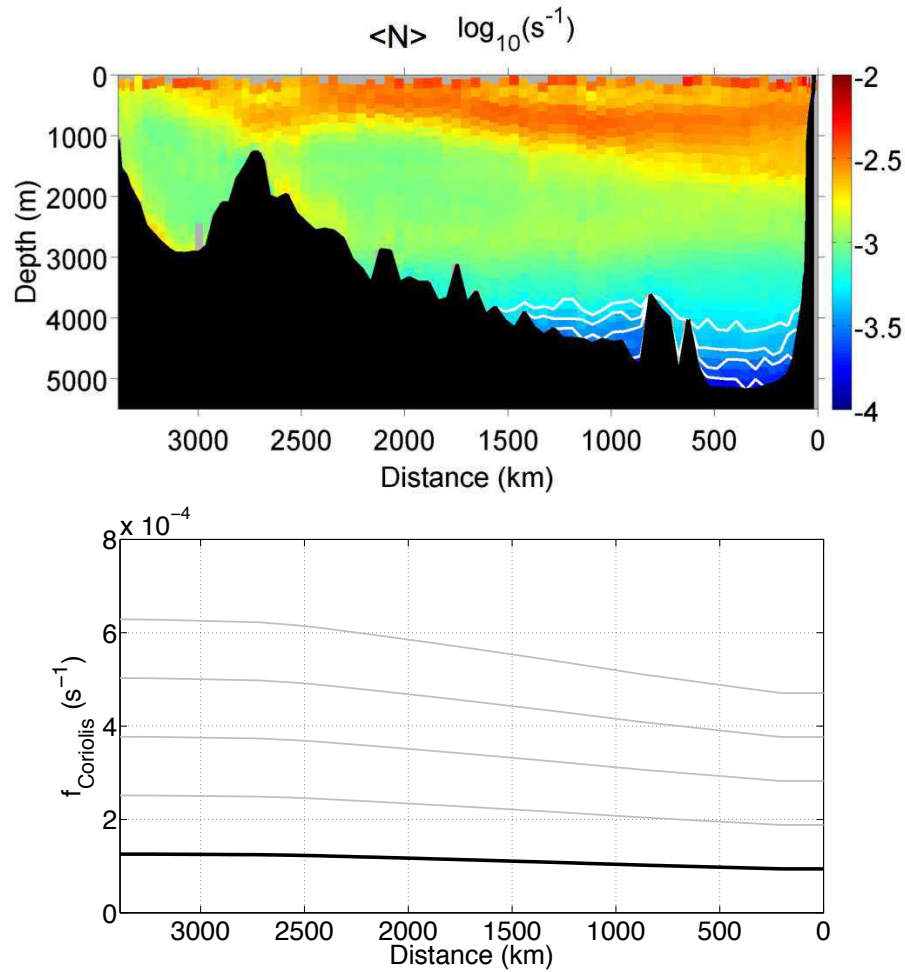 <N> log₁₀(s⁻¹)
0
1000
2000
3000
4000
5000
Depth (m)
-2
-2.5
-3
-3.5
-4
3000 2500 2000 1500 1000 500 0
Distance (km)
8 x 10⁻⁴
6
4
2
0
f_Coriolis (s⁻¹)
3000 2500 2000 1500 1000 500 0
Distance (km)